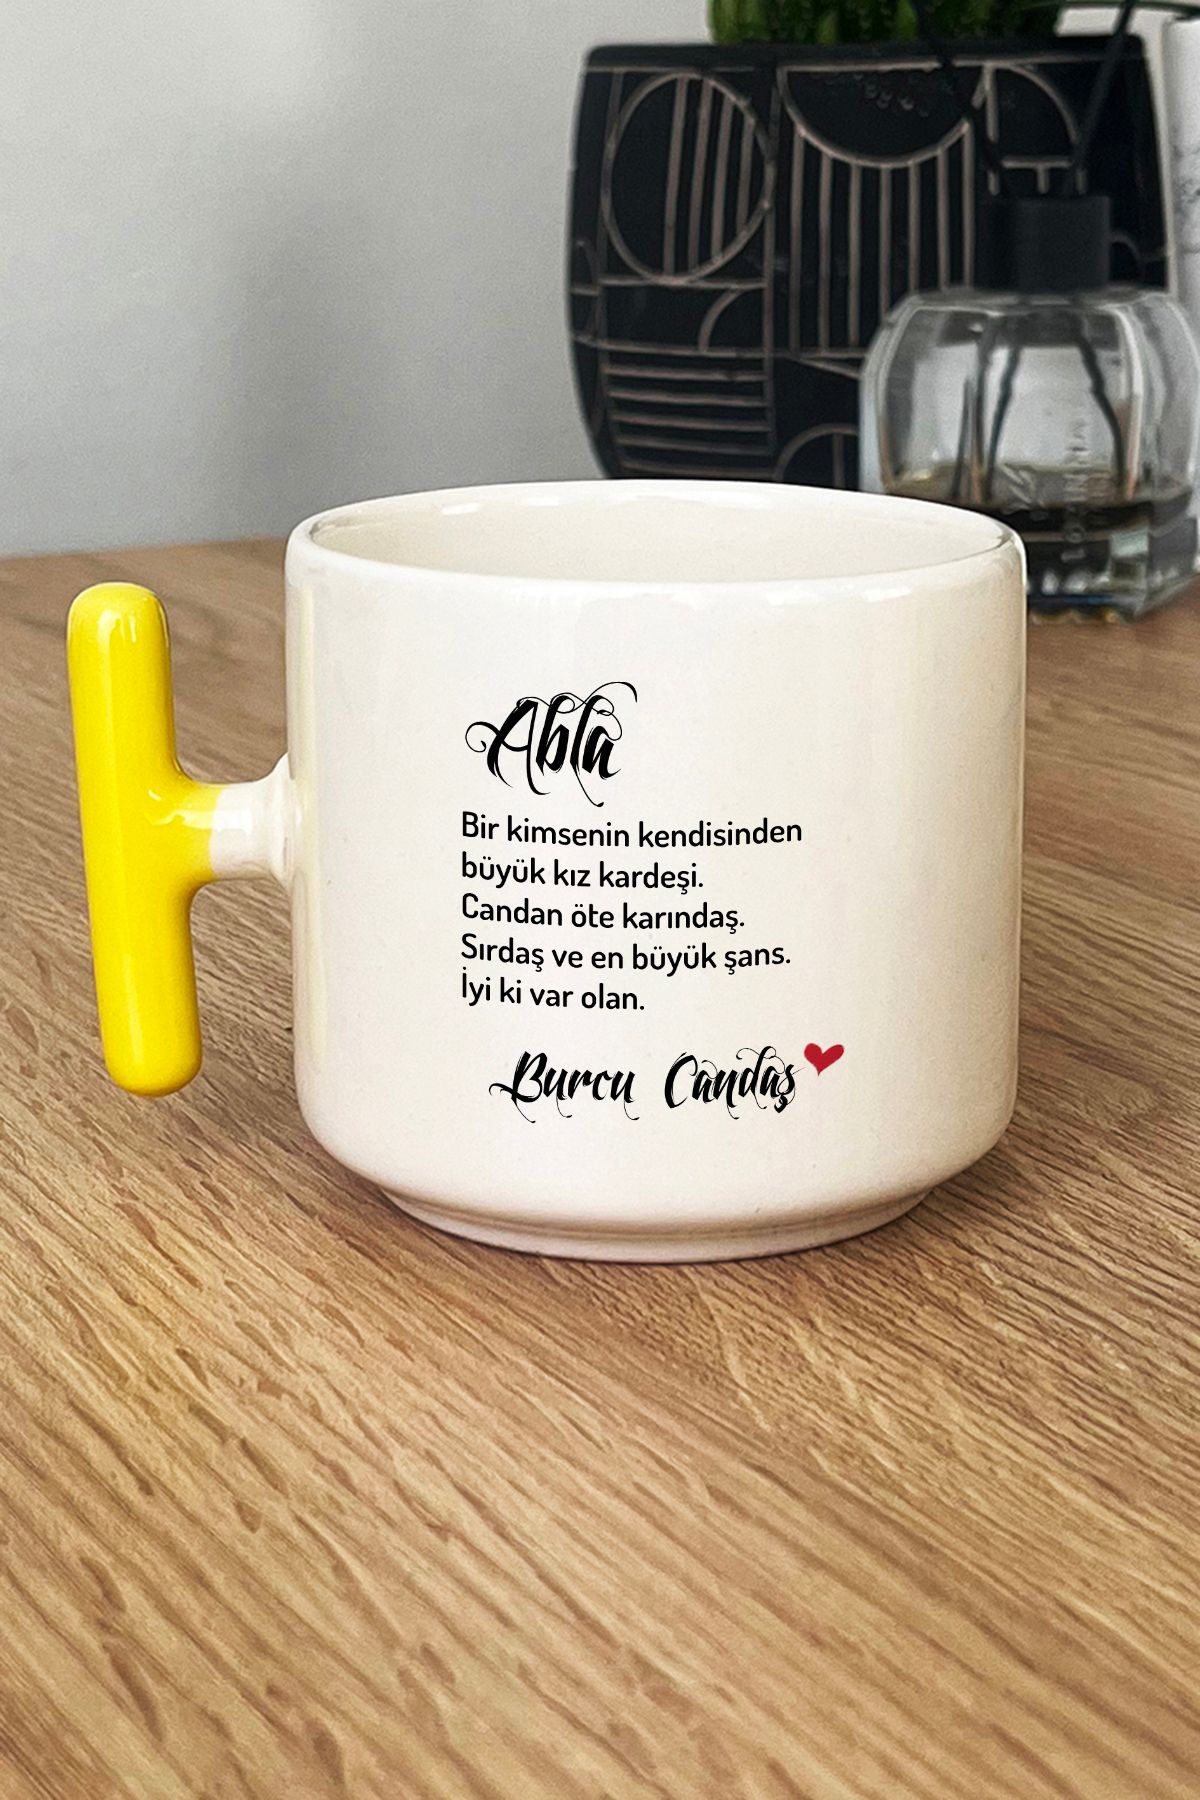 Abla
Bir kimsenin kendisinden
büyük kız kardeşi.
Candan öte karındaş.
Sırdaş ve en büyük şans.
İyi ki var olan.
Burcu Candaş